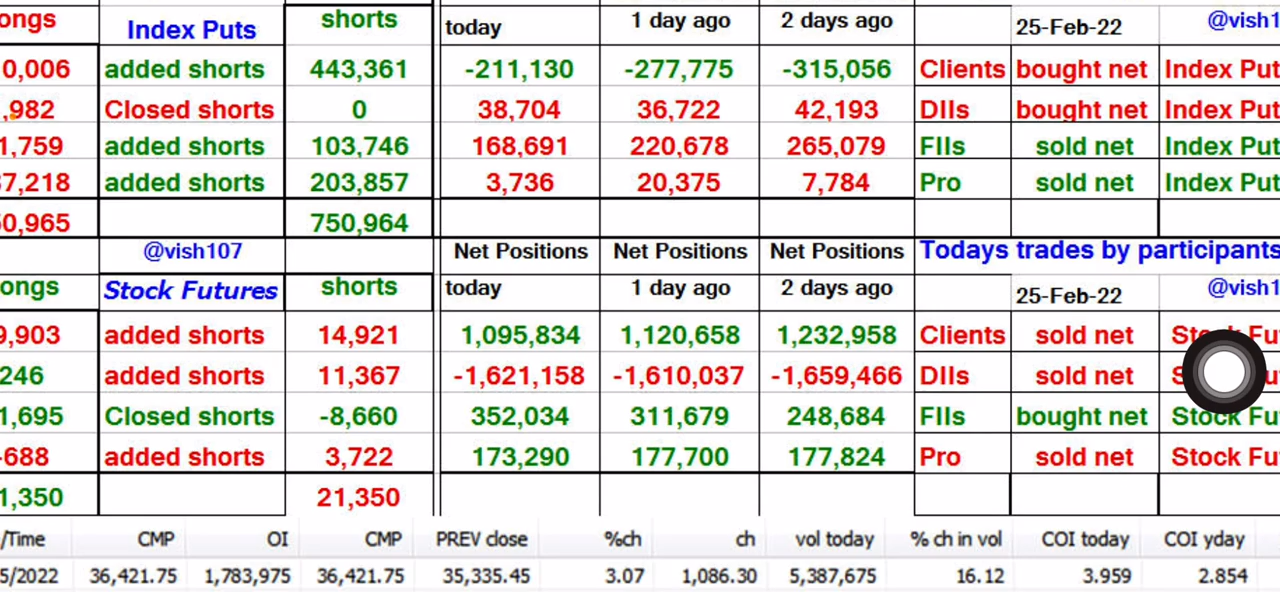 ongs Index Puts shorts today 1 day ago 2 days ago 25-Feb-22 @vish1
0,006 added shorts 443,361 -211,130 -277,775 -315,056 Clients bought net Index Put
,982 Closed shorts 0 38,704 36,722 42,193 DIIs bought net Index Put
1,759 added shorts 103,746 168,691 220,678 265,079 FIIs sold net Index Put
37,218 added shorts 203,857 3,736 20,375 7,784 Pro sold net Index Put
50,965 750,964
@vish107 Net Positions Net Positions Net Positions Todays trades by participants
ongs Stock Futures shorts today 1 day ago 2 days ago 25-Feb-22 @vish1
9,903 added shorts 14,921 1,095,834 1,120,658 1,232,958 Clients sold net Stock Fu
246 added shorts 11,367 -1,621,158 -1,610,037 -1,659,466 DIIs sold net
1,695 Closed shorts -8,660 352,034 311,679 248,684 FIIs bought net Stock Fu
-688 added shorts 3,722 173,290 177,700 177,824 Pro sold net Stock Fu
1,350 21,350
/Time CMP OI CMP PREV close %ch ch vol today % ch in vol COI today COI yday
5/2022 36,421.75 1,783,975 36,421.75 35,335.45 3.07 1,086.30 5,387,675 16.12 3.959 2.854